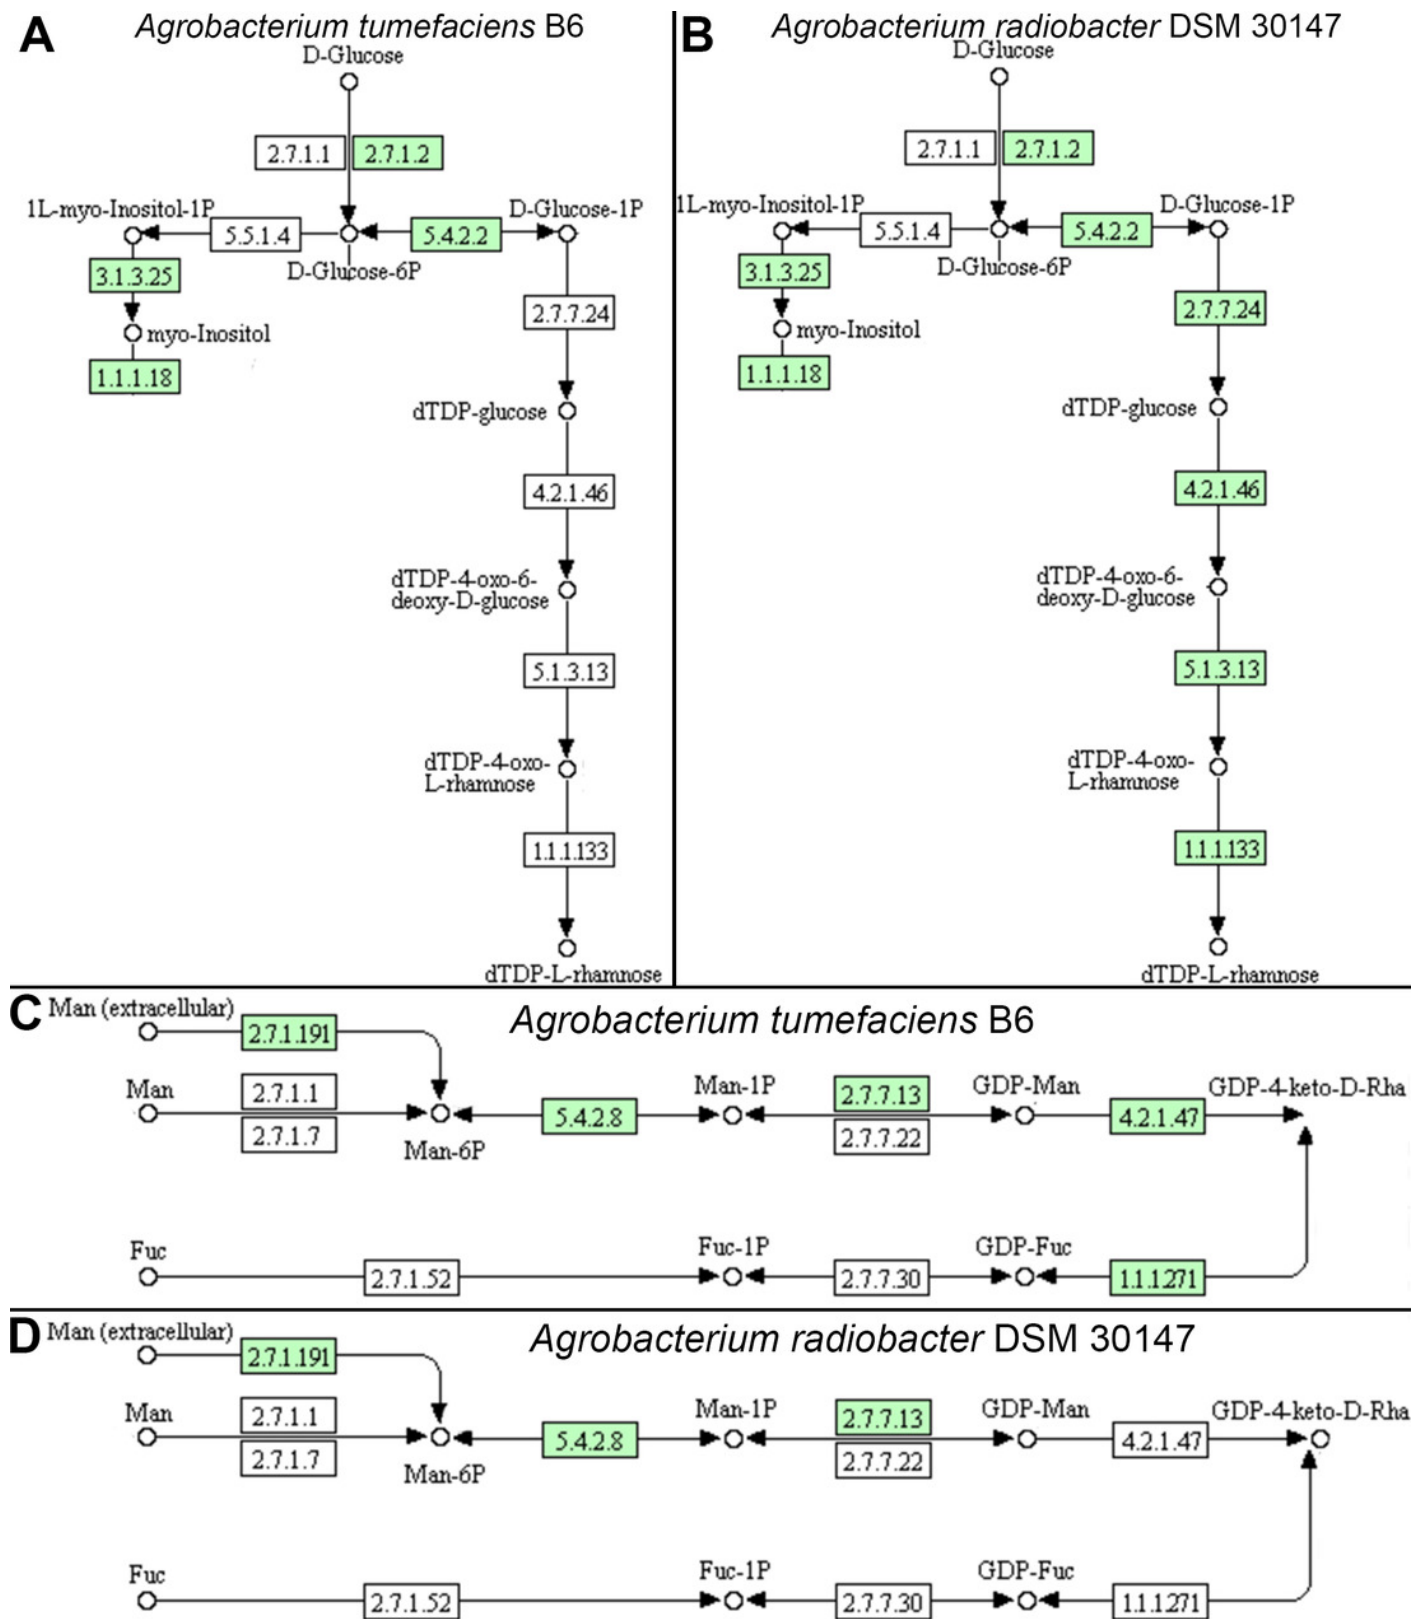 A
Agrobacterium tumefaciens B6
D-Glucose
2.7.1.1
2.7.1.2
1L-myo-Inositol-1P
D-Glucose-1P
5.5.1.4
5.4.2.2
D-Glucose-6P
3.1.3.25
2.7.7.24
myo-Inositol
1.1.1.18
dTDP-glucose
4.2.1.46
dTDP-4-oxo-6-
deoxy-D-glucose
5.1.3.13
dTDP-4-oxo-
L-rhamnose
1.1.1.133
dTDP-L-rhamnose
B
Agrobacterium radiobacter DSM 30147
D-Glucose
2.7.1.1
2.7.1.2
1L-myo-Inositol-1P
D-Glucose-1P
5.5.1.4
5.4.2.2
D-Glucose-6P
3.1.3.25
2.7.7.24
myo-Inositol
1.1.1.18
dTDP-glucose
4.2.1.46
dTDP-4-oxo-6-
deoxy-D-glucose
5.1.3.13
dTDP-4-oxo-
L-rhamnose
1.1.1.133
dTDP-L-rhamnose
C
Man (extracellular)
Agrobacterium tumefaciens B6
2.7.1.191
Man
2.7.1.1
2.7.1.7
Man-6P
5.4.2.8
Man-1P
2.7.7.13
2.7.7.22
GDP-Man
4.2.1.47
GDP-4-keto-D-Rha
Fuc
2.7.1.52
Fuc-1P
2.7.7.30
GDP-Fuc
1.1.1.271
D
Man (extracellular)
Agrobacterium radiobacter DSM 30147
2.7.1.191
Man
2.7.1.1
2.7.1.7
Man-6P
5.4.2.8
Man-1P
2.7.7.13
2.7.7.22
GDP-Man
4.2.1.47
GDP-4-keto-D-Rha
Fuc
2.7.1.52
Fuc-1P
2.7.7.30
GDP-Fuc
1.1.1.271